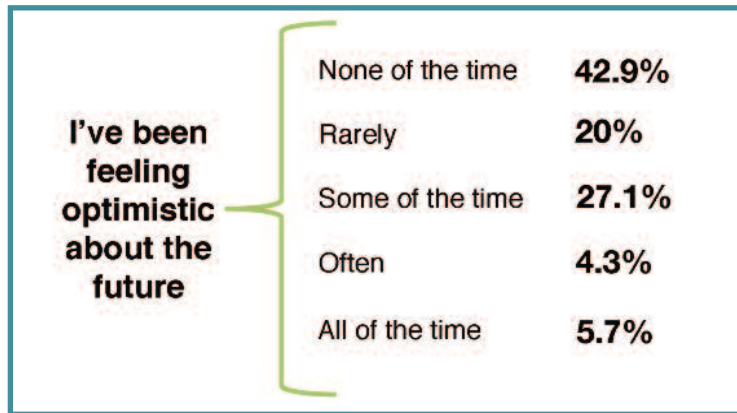 I've been
feeling
optimistic
about the
future
None of the time 42.9%
Rarely 20%
Some of the time 27.1%
Often 4.3%
All of the time 5.7%